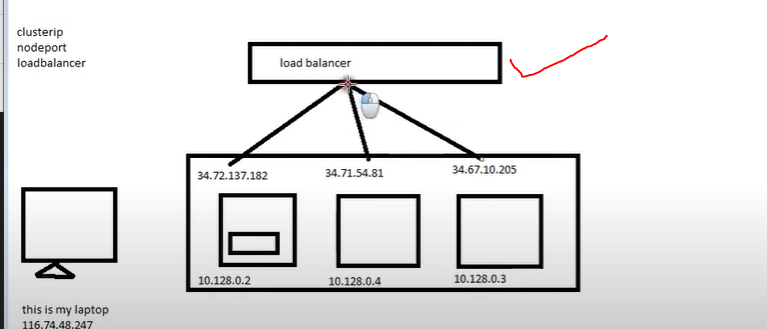 clusterip
nodeport
loadbalancer
load balancer
34.72.137.182
34.71.54.81
34.67.10.205
10.128.0.2
10.128.0.4
10.128.0.3
this is my laptop
116.74.48.247